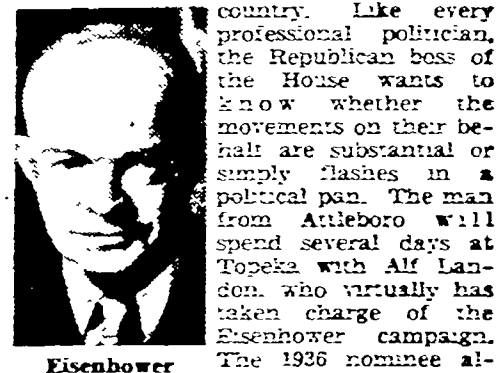 country. Like every
professional politician,
the Republican boss of
the House wants to
know whether the
movements on their be-
half are substantial or
simply flashes in a
political pan. The man
from Attleboro will
spend several days at
Topeka with Alf Lan-
don. who virtually has
taken charge of the
Eisenhower campaign.
The 1936 nominee al-
Eisenhower